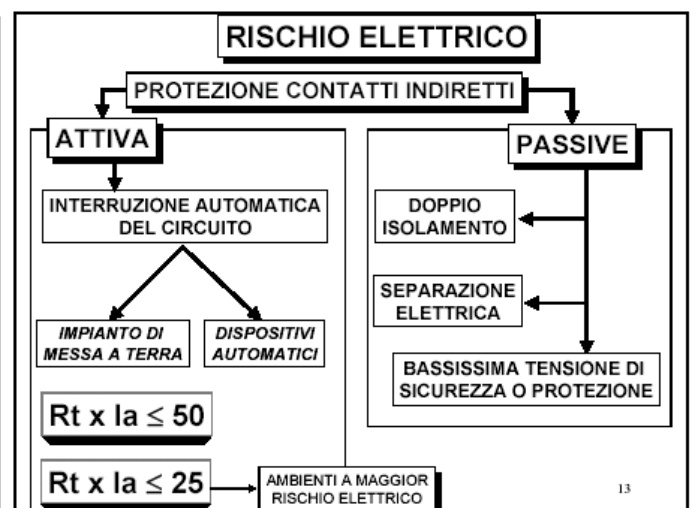 RISCHIO ELETTRICO
PROTEZIONE CONTATTI INDIRETTI
ATTIVA
INTERRUZIONE AUTOMATICA
DEL CIRCUITO
IMPIANTO DI
MESSA A TERRA
DISPOSITIVI
AUTOMATICI
Rt x Ia ≤ 50
Rt x Ia ≤ 25
AMBIENTI A MAGGIOR
RISCHIO ELETTRICO
PASSIVE
DOPPIO
ISOLAMENTO
SEPARAZIONE
ELETTRICA
BASSISSIMA TENSIONE DI
SICUREZZA O PROTEZIONE
13